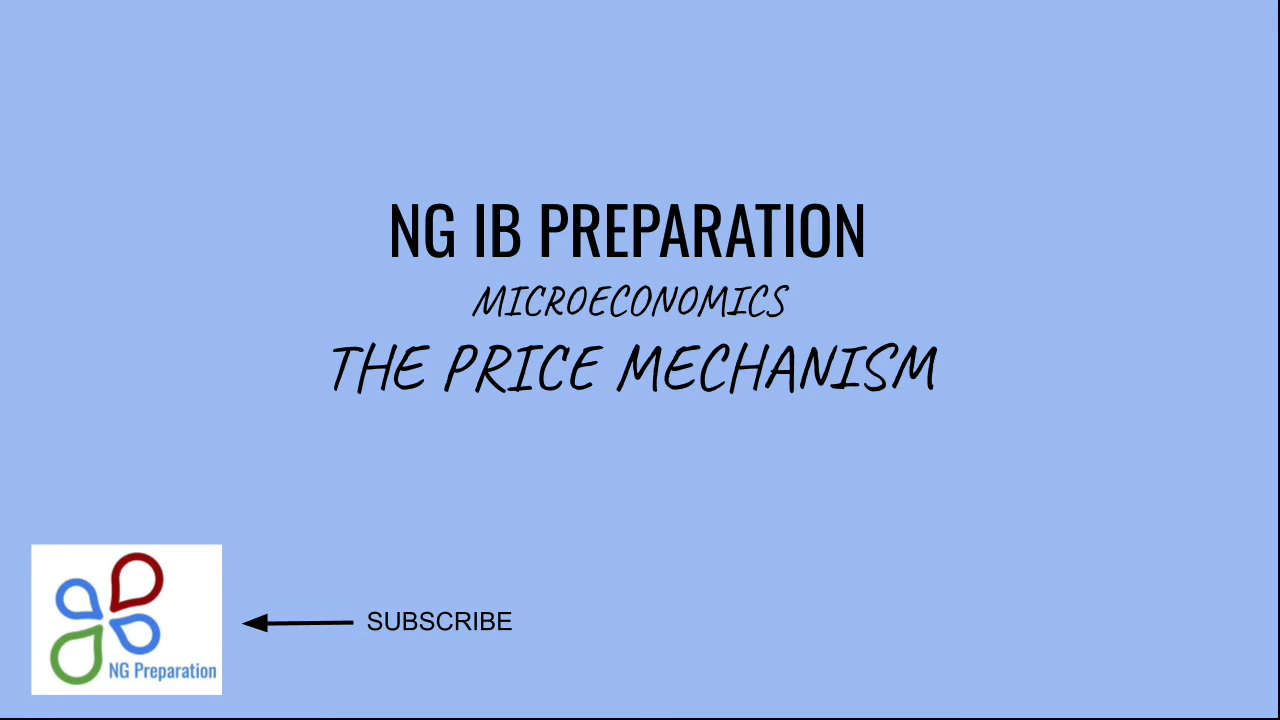 NG IB PREPARATION
MICROECONOMICS
THE PRICE MECHANISM
SUBSCRIBE
NG Preparation